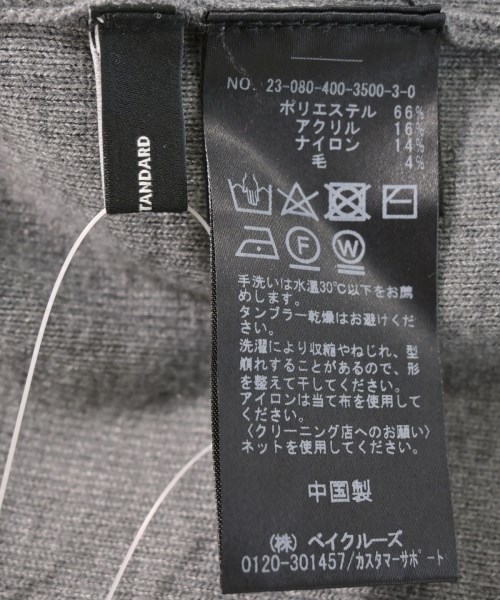 TANDARD
NO. 23-080-400-3500-3-0
ポリエステル 66%
アクリル 16%
ナイロン 14%
毛 4%
F W
手洗いは水温30℃以下をお薦
めします。
タンブラー乾燥はお避けくだ
さい。
洗濯により収縮やねじれ、型
崩れすることがあるので、形
を整えて干してください。
アイロンは当て布を使用して
ください。
〈クリーニング店へのお願い〉
ネットを使用してください。
中国製
(株) ベイクルーズ
0120-301457/カスタマーサポート